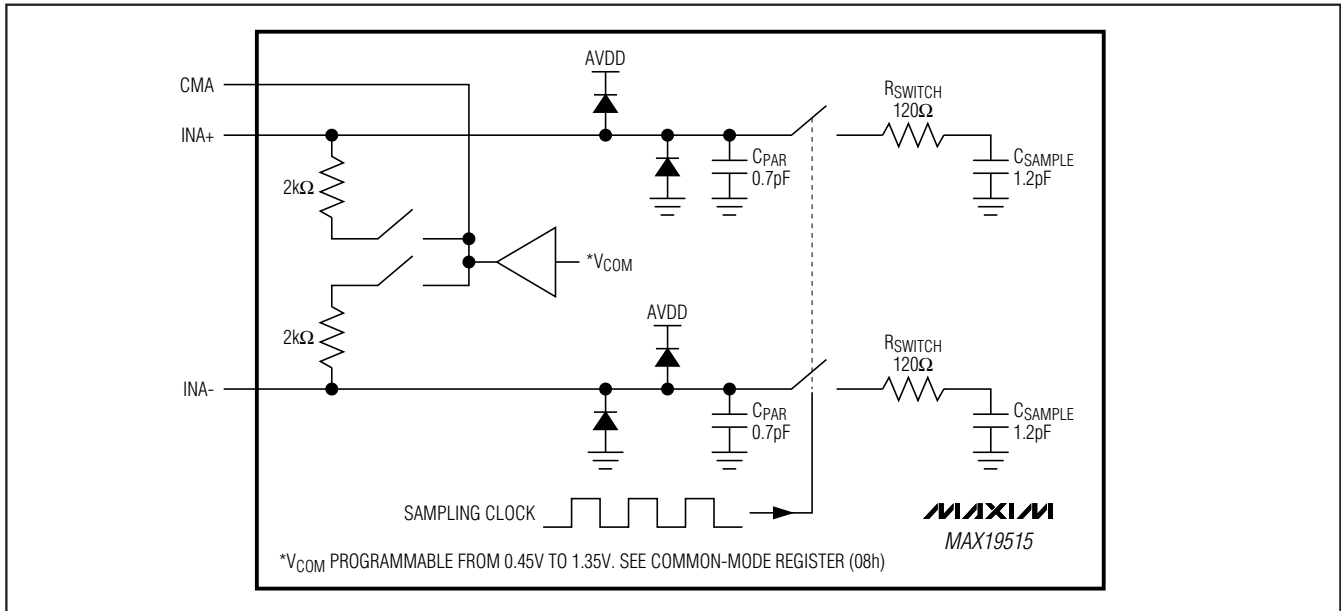 AVDD
CMA
RSWITCH
120Ω
INA+
2kΩ
CPAR
0.7pF
CSAMPLE
1.2pF
*VCOM
AVDD
2kΩ
RSWITCH
120Ω
INA-
CPAR
0.7pF
CSAMPLE
1.2pF
SAMPLING CLOCK
MAXIM
MAX19515
*VCOM PROGRAMMABLE FROM 0.45V TO 1.35V. SEE COMMON-MODE REGISTER (08h)